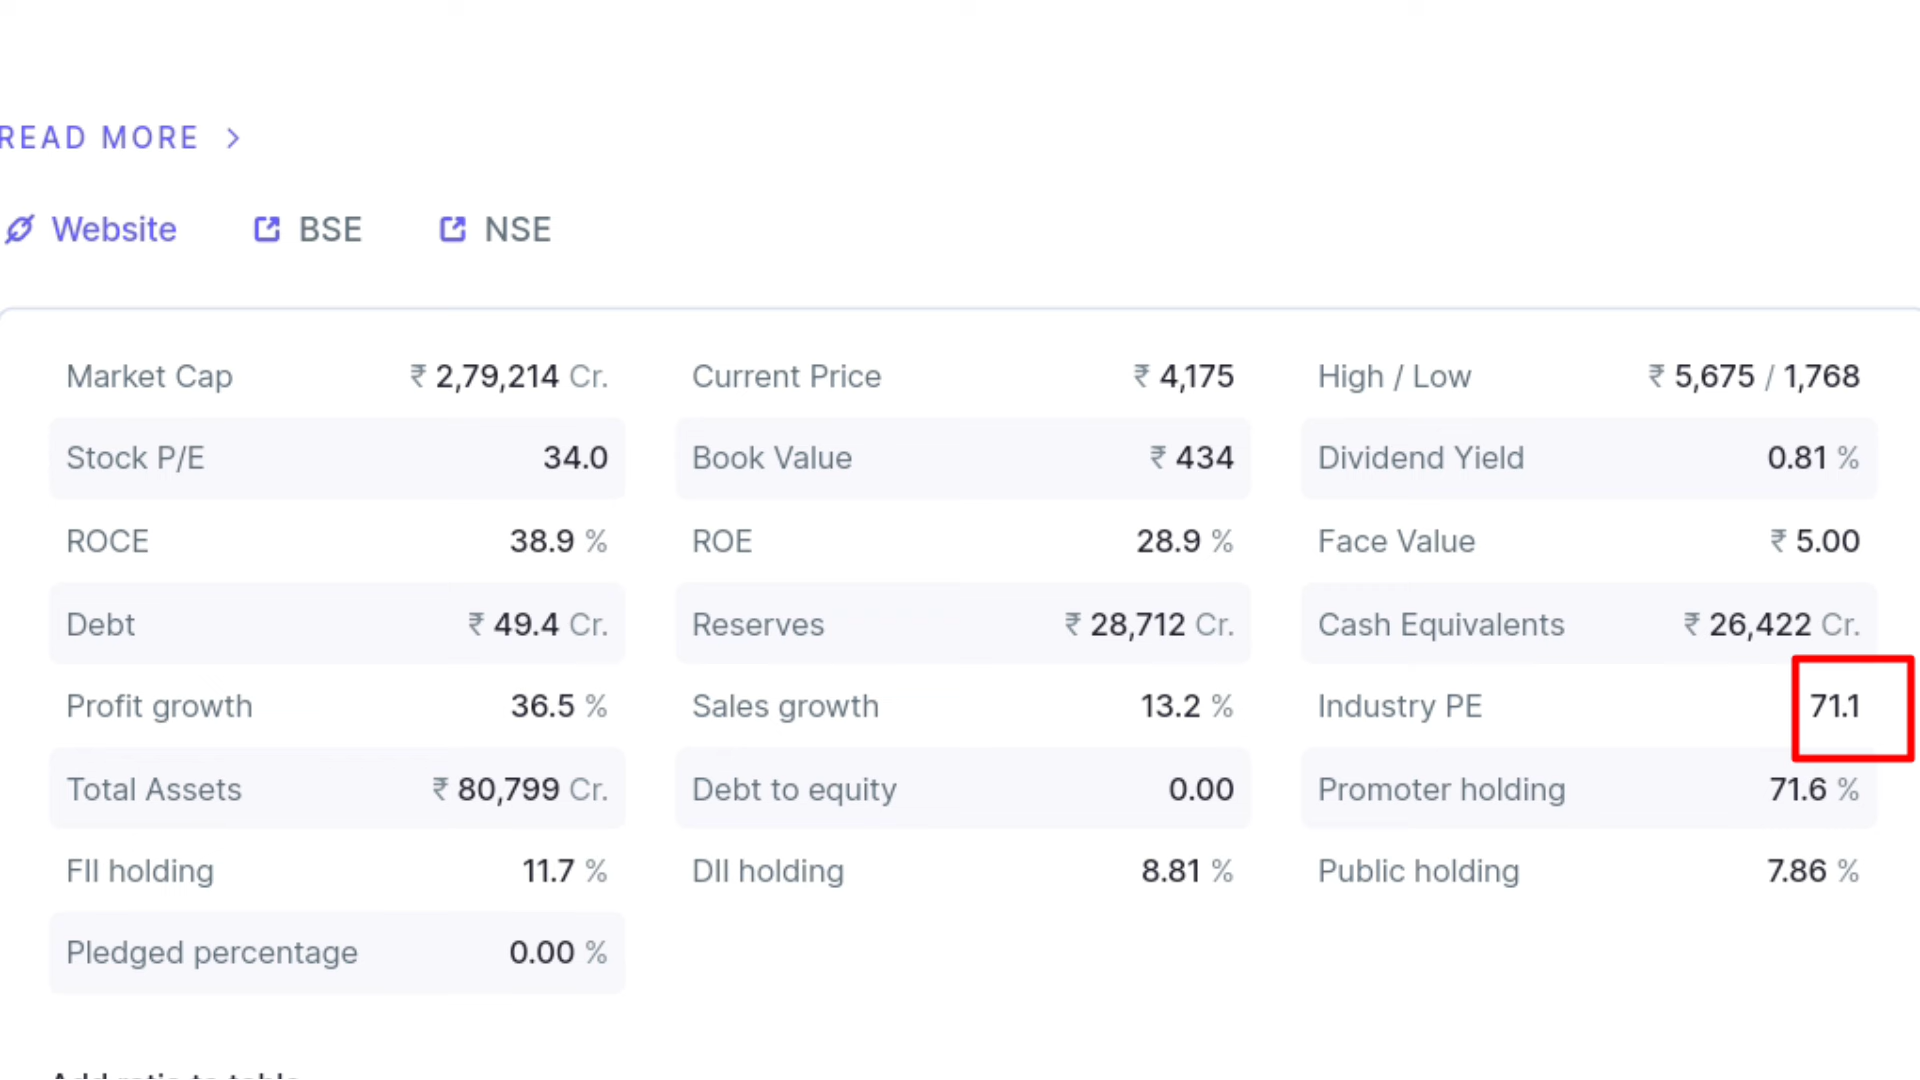 READ MORE >
Website BSE NSE
Market Cap ₹ 2,79,214 Cr. Current Price ₹ 4,175 High / Low ₹ 5,675 / 1,768
Stock P/E 34.0 Book Value ₹ 434 Dividend Yield 0.81 %
ROCE 38.9 % ROE 28.9 % Face Value ₹ 5.00
Debt ₹ 49.4 Cr. Reserves ₹ 28,712 Cr. Cash Equivalents ₹ 26,422 Cr.
Profit growth 36.5 % Sales growth 13.2 % Industry PE 71.1
Total Assets ₹ 80,799 Cr. Debt to equity 0.00 Promoter holding 71.6 %
FII holding 11.7 % DII holding 8.81 % Public holding 7.86 %
Pledged percentage 0.00 %
Add ratio to table